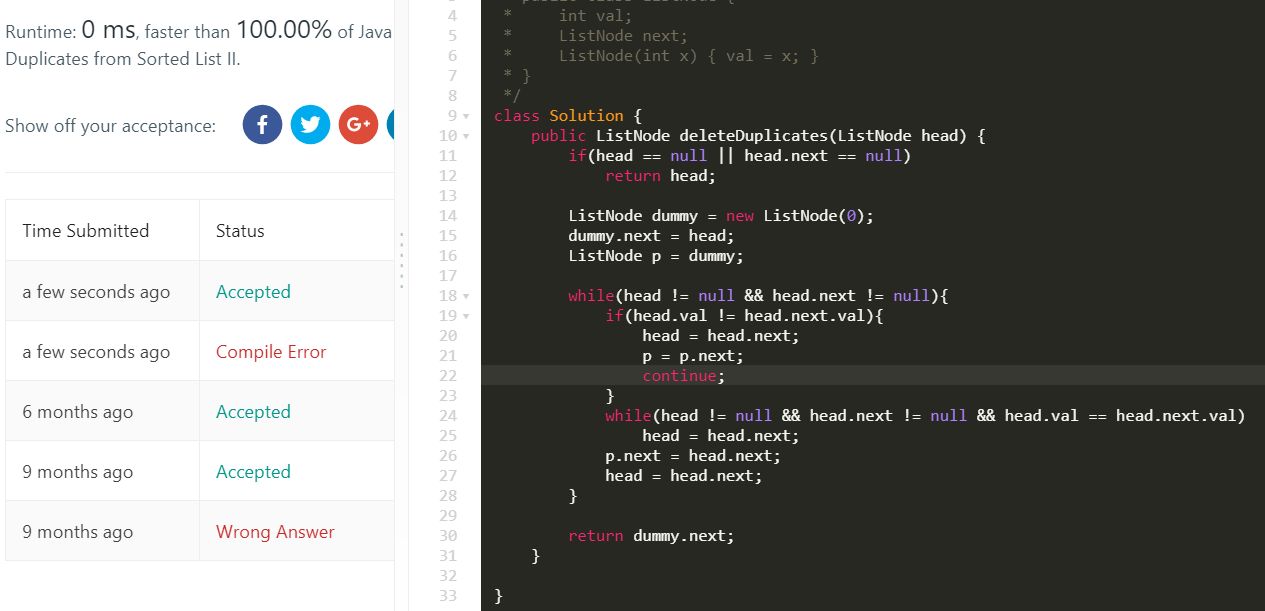 Runtime: 0 ms, faster than 100.00% of Java
Duplicates from Sorted List II.
Show off your acceptance:
f
G+
Time Submitted Status
a few seconds ago Accepted
a few seconds ago Compile Error
6 months ago Accepted
9 months ago Accepted
9 months ago Wrong Answer
4 *     int val;
5 *     ListNode next;
6 *     ListNode(int x) { val = x; }
7 * }
8 */
9 class Solution {
10     public ListNode deleteDuplicates(ListNode head) {
11         if(head == null || head.next == null)
12             return head;
13
14         ListNode dummy = new ListNode(0);
15         dummy.next = head;
16         ListNode p = dummy;
17
18         while(head != null && head.next != null){
19             if(head.val != head.next.val){
20                 head = head.next;
21                 p = p.next;
22                 continue;
23             }
24             while(head != null && head.next != null && head.val == head.next.val)
25                 head = head.next;
26             p.next = head.next;
27             head = head.next;
28         }
29
30         return dummy.next;
31     }
32
33 }